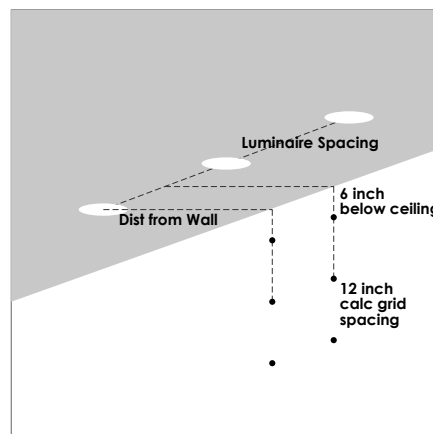 Luminaire Spacing
6 inch
below ceiling
Dist from Wall
12 inch
calc grid
spacing